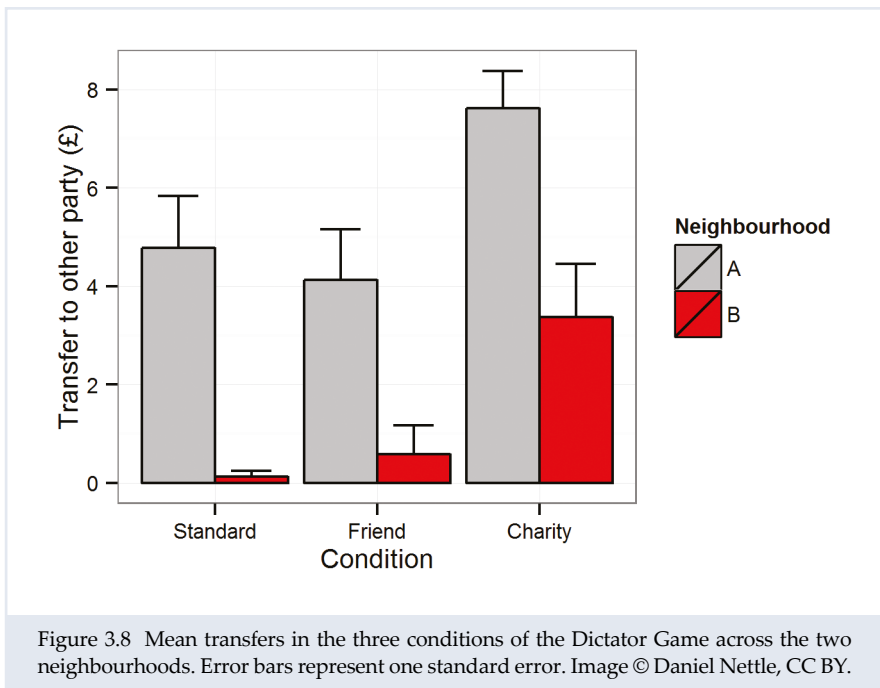 8
6
4
2
0
Transfer to other party (£)
Standard
Friend
Charity
Condition
Neighbourhood
A
B
Figure 3.8 Mean transfers in the three conditions of the Dictator Game across the two
neighbourhoods. Error bars represent one standard error. Image © Daniel Nettle, CC BY.